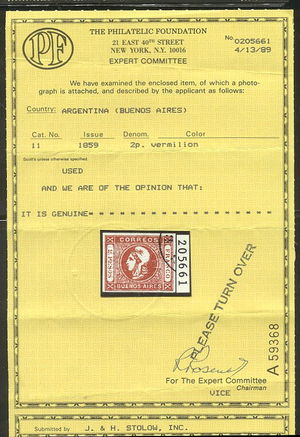 THE PHILATELIC FOUNDATION
21 EAST 40TH STREET
NEW YORK, N.Y. 10016
EXPERT COMMITTEE
No 0205661
4/13/89
PF
We have examined the enclosed item, of which a photo-
graph is attached, and described by the applicant as follows:
Country: ARGENTINA (BUENOS AIRES)
Cat. No. Issue Denom. Color
11 1859 2p. vermilion
Scott's unless otherwise specified.
USED
AND WE ARE OF THE OPINION THAT:
IT IS GENUINE
CORREOS
BUENOS AIRES
205661
PLEASE TURN OVER
A 59368
For The Expert Committee
Chairman
VICE
Submitted by J. & H. STOLOW, INC.